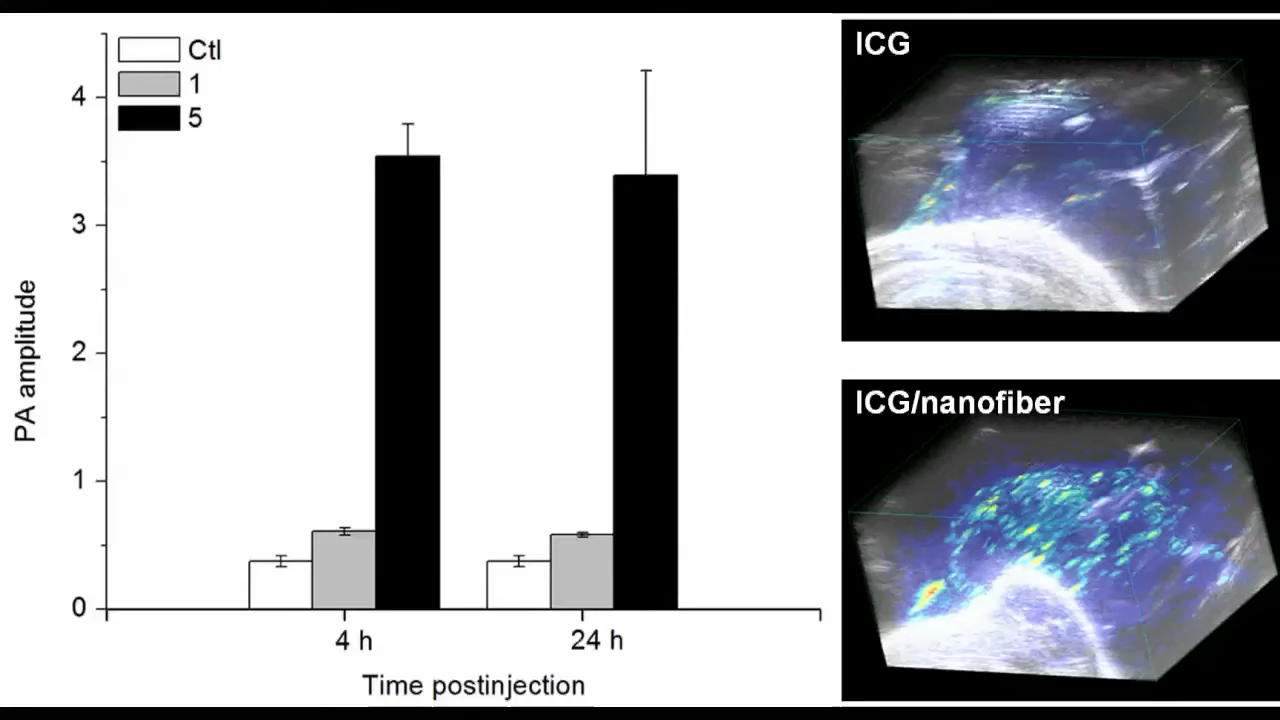 Ctl
1
5
4
3
2
1
0
PA amplitude
4 h
24 h
Time postinjection
ICG
ICG/nanofiber